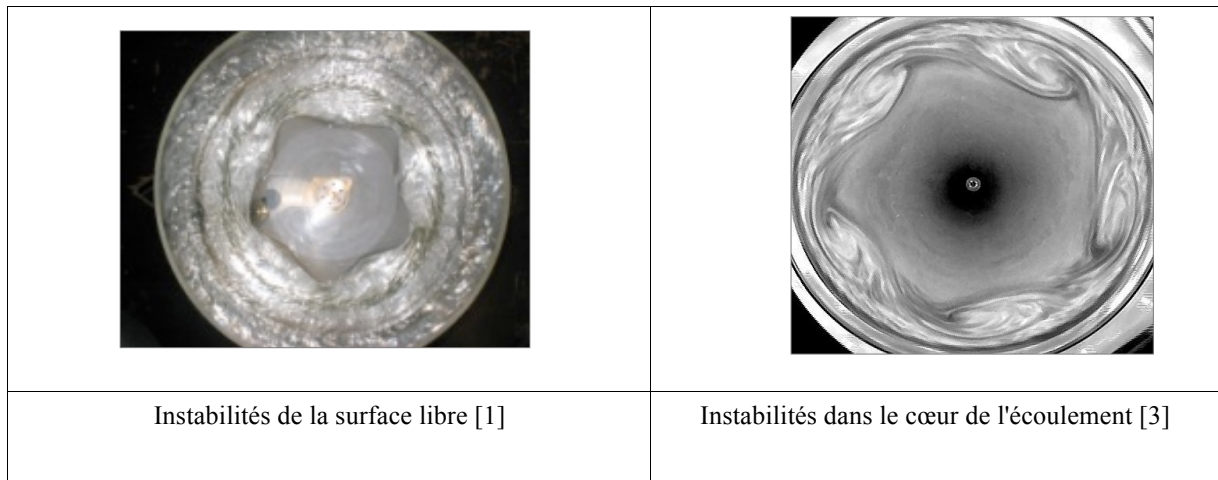 Instabilités de la surface libre [1]
Instabilités dans le cœur de l'écoulement [3]